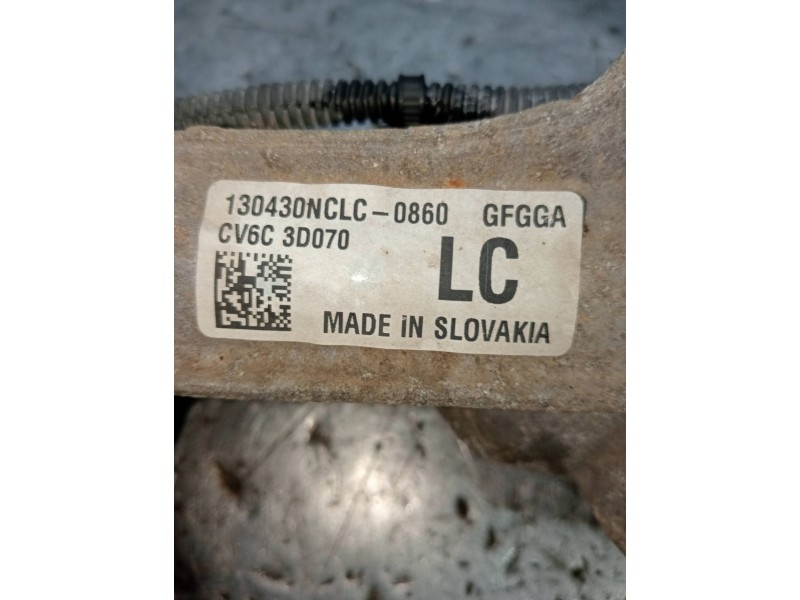 130430NCLC-0860 GFGGA
CV6C 3D070
LC
MADE iN SLOVAKIA